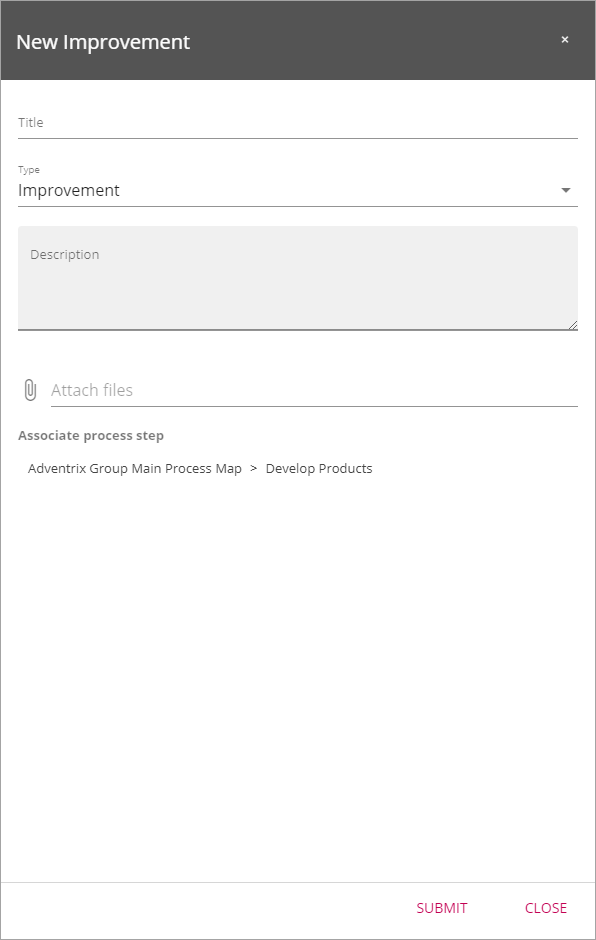 New Improvement ×
Title
Type
Improvement
Description
Attach files
Associate process step
Adventrix Group Main Process Map > Develop Products
SUBMIT CLOSE